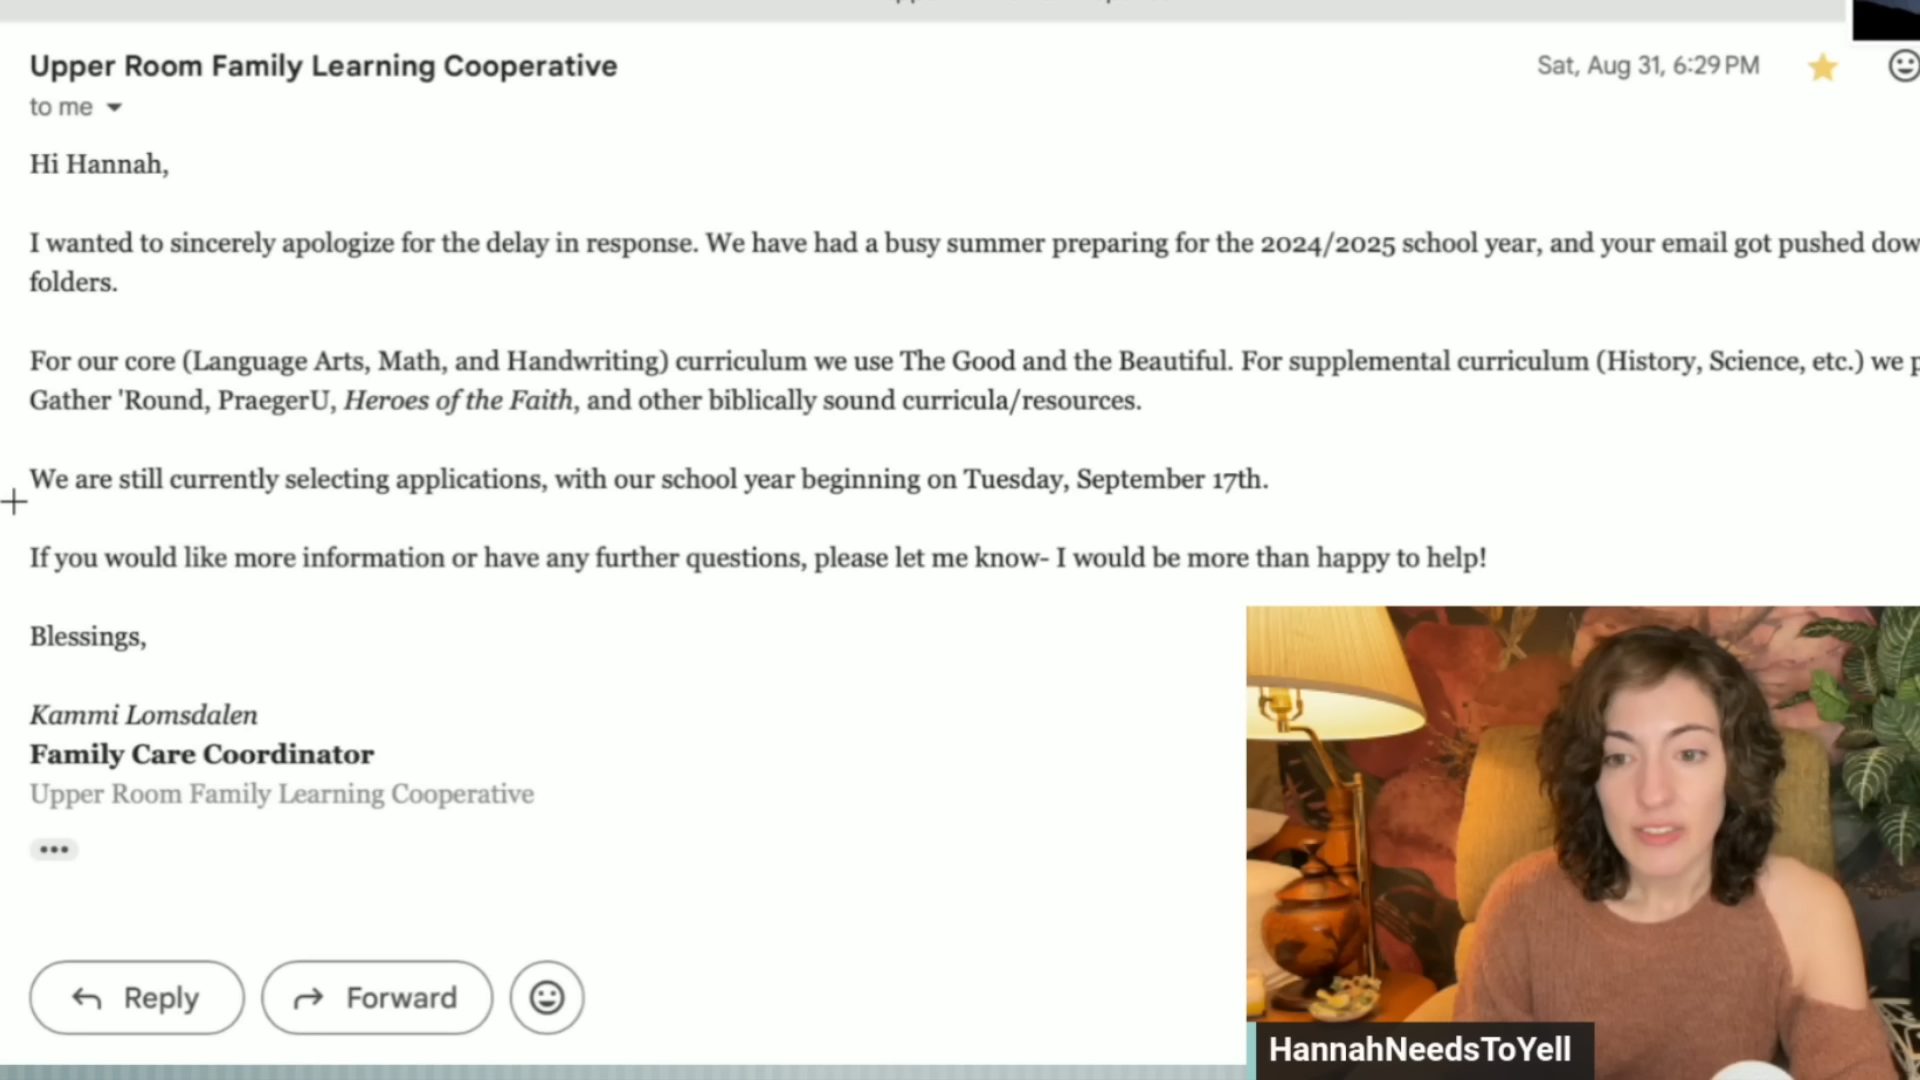 Upper Room Family Learning Cooperative
Sat, Aug 31, 6:29 PM
to me
Hi Hannah,
I wanted to sincerely apologize for the delay in response. We have had a busy summer preparing for the 2024/2025 school year, and your email got pushed
folders.
For our core (Language Arts, Math, and Handwriting) curriculum we use The Good and the Beautiful. For supplemental curriculum (History, Science, etc.) we
Gather 'Round, PraegerU, Heroes of the Faith, and other biblically sound curricula/resources.
We are still currently selecting applications, with our school year beginning on Tuesday, September 17th.
If you would like more information or have any further questions, please let me know- I would be more than happy to help!
Blessings,
Kammi Lomsdalen
Family Care Coordinator
Upper Room Family Learning Cooperative
Reply
Forward
HannahNeedsToYell